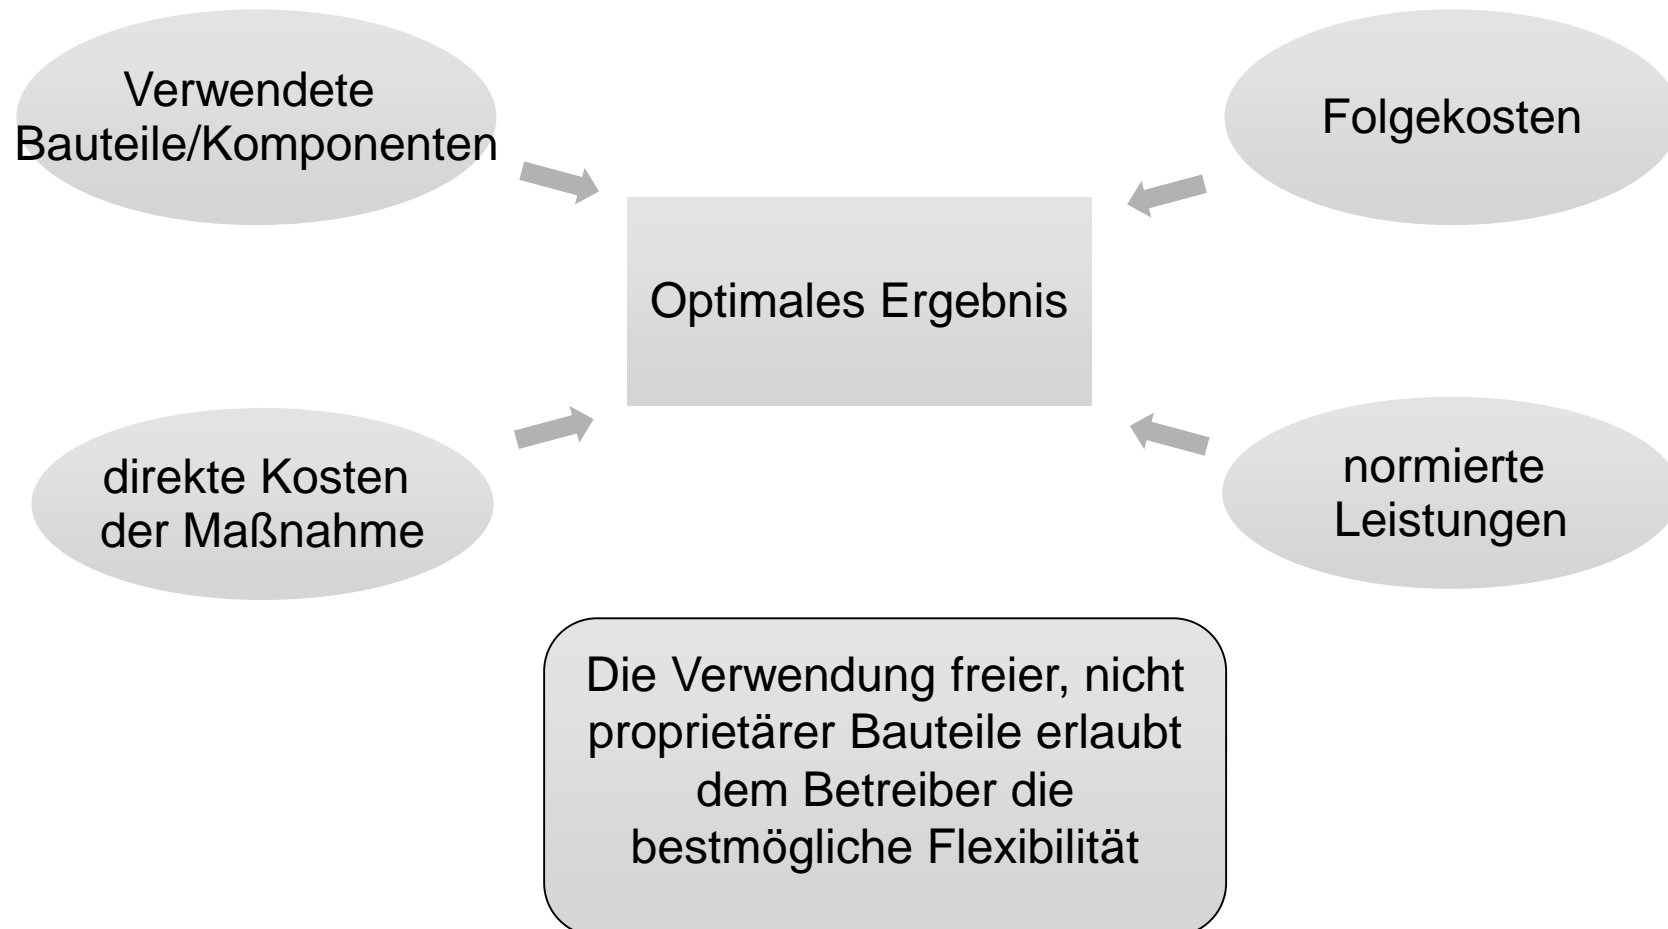 Verwendete
Bauteile/Komponenten
Folgekosten
Optimales Ergebnis
direkte Kosten
der Maßnahme
normierte
Leistungen
Die Verwendung freier, nicht
proprietärer Bauteile erlaubt
dem Betreiber die
bestmögliche Flexibilität